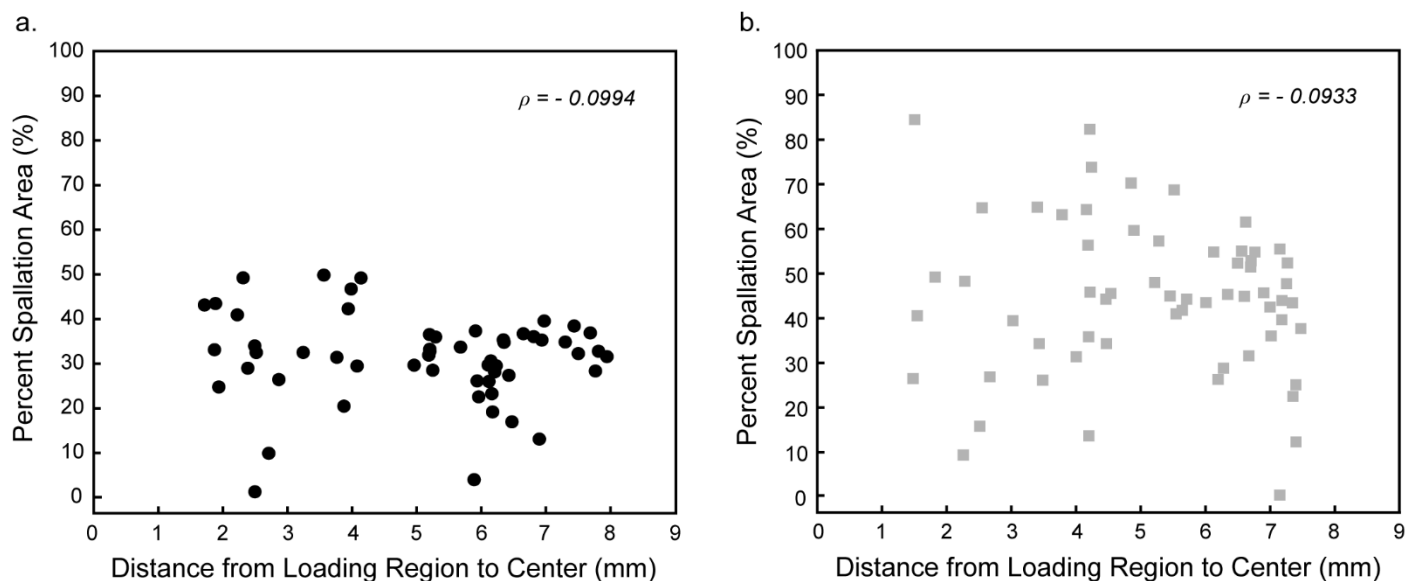 a.
100
90
80
70
60
50
40
30
20
10
0
Percent Spallation Area (%)
ρ = - 0.0994
0 1 2 3 4 5 6 7 8 9
Distance from Loading Region to Center (mm)
b.
100
90
80
70
60
50
40
30
20
10
0
Percent Spallation Area (%)
ρ = - 0.0933
0 1 2 3 4 5 6 7 8 9
Distance from Loading Region to Center (mm)